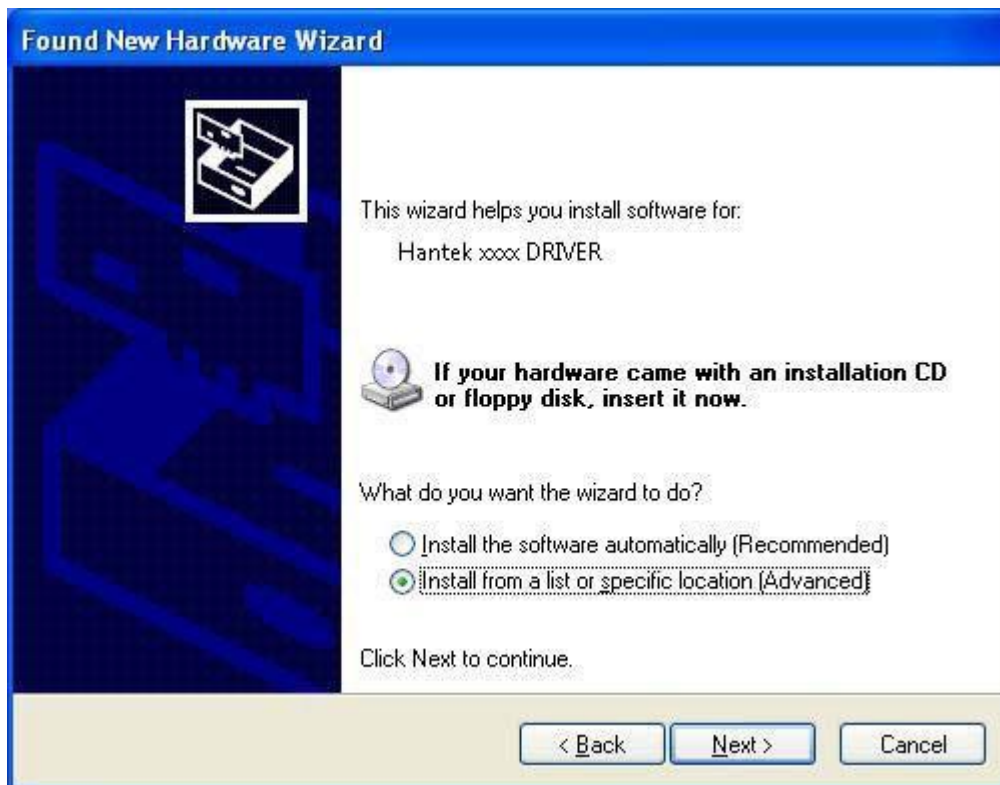 Found New Hardware Wizard
This wizard helps you install software for:
Hantek xxxx DRIVER
If your hardware came with an installation CD
or floppy disk, insert it now.
What do you want the wizard to do?
Install the software automatically (Recommended)
Install from a list or specific location (Advanced)
Click Next to continue.
< Back Next > Cancel